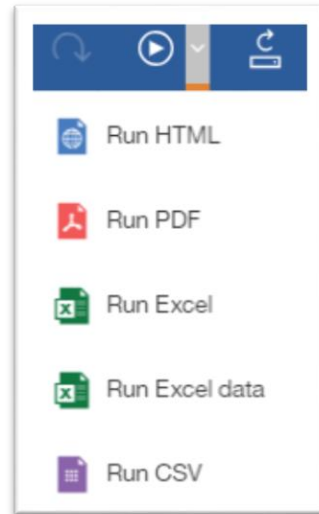 Run HTML
Run PDF
Run Excel
Run Excel data
Run CSV